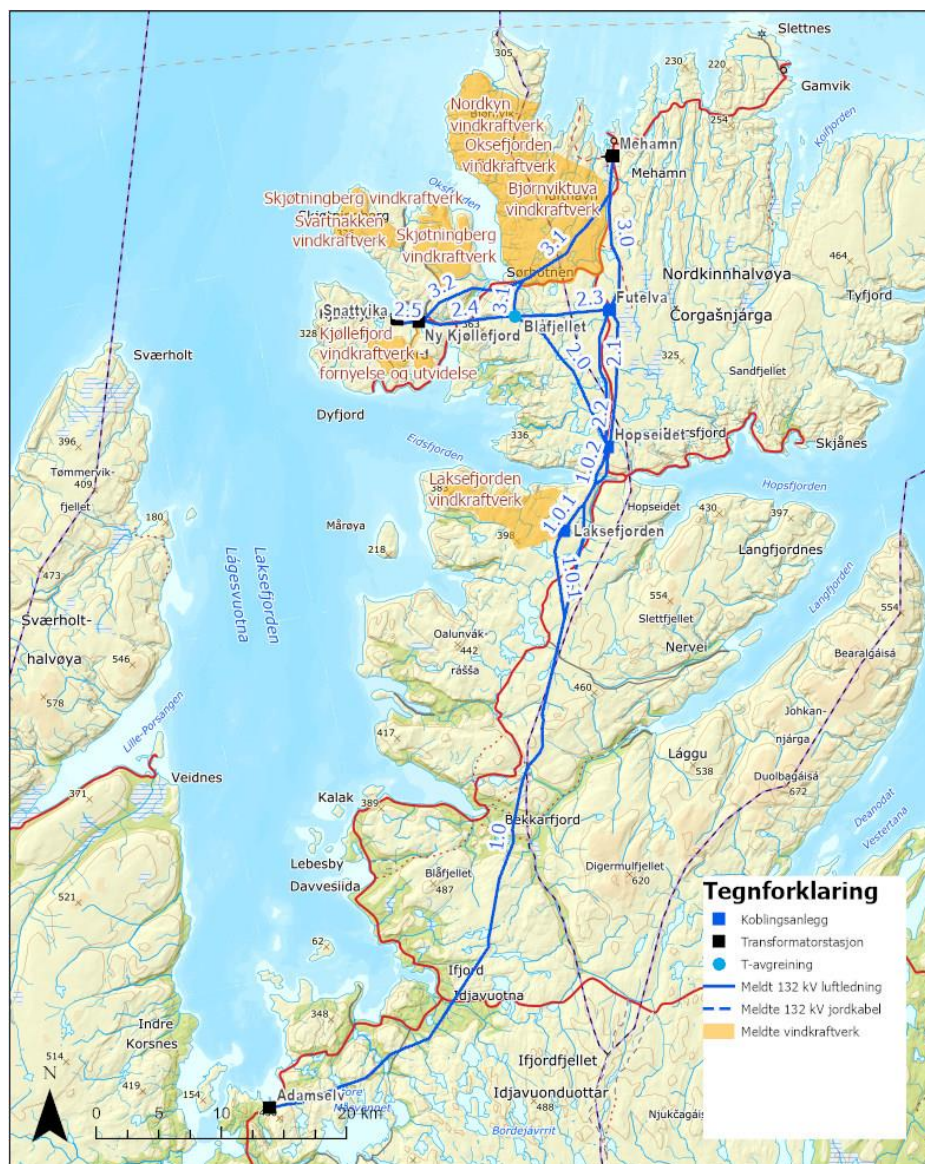 Slettnes
305
230
220
Gamvik
Nordkyn
vindkraftverk
Oksefjorden
vindkraftverk
254
Koifjorden
Mehamn
Mehamn
Bjørnviktuva
vindkraftverk
Oksefjorden
Skjøtningberg vindkraftverk
Svartnakken
vindkraftverk
Skjøtningberg
vindkraftverk
3.1
3.0
464
Nordkinnhalvøya
Tyfjord
Sørbotnen
3.2
3.1
2.3
Futelva
Čorgašnjárga
Snattvika
2.5
2.4
328
Ny Kjøllefjord
363
Blåfjellet
Kjøllefjord
vindkraftverk
fornyelse og utvidelse
2.0
2.1
325
Sværholt
Sandfjellet
Dyfjord
2.2
Eidsfjorden
336
Hopseidet
Skjånes
396
1.0.2
Tømmervik-
fjellet
409
Laksefjorden
vindkraftverk
383
Hopsfjorden
180
1.0.1
Hopseidet
430
397
Mårøya
398
Laksefjorden
Langfjordnes
218
Laksefjorden
Lágesvuotna
1.0.1
473
554
Langfjorden
554
Sværholt-
halvøya
Oalunvák-
442
rášša
Slettfjellet
546
Nervei
Bearalgáisá
578
460
Johkan-
njárga
Lille-Porsangen
417
Lággu
538
Duolbagáisá
672
Veidnes
371
Kalak
389
Bekkarfjord
Deanodat
Vestertana
1.0
Lebesby
Davvesiida
Blåfjellet
487
Digermulfjellet
620
521
62
Ifjord
Idjavuotna
Indre
Korsnes
348
Ifjordfjellet
514
Idjavuonduottar
419
154
Adamselv
488
Bordejávrrit
Tegnforklaring
Koblingsanlegg
Transformatorstasjon
T-avgreining
Meldt 132 kV luftledning
Meldte 132 kV jordkabel
Meldte vindkraftverk
N
0
10
20 km